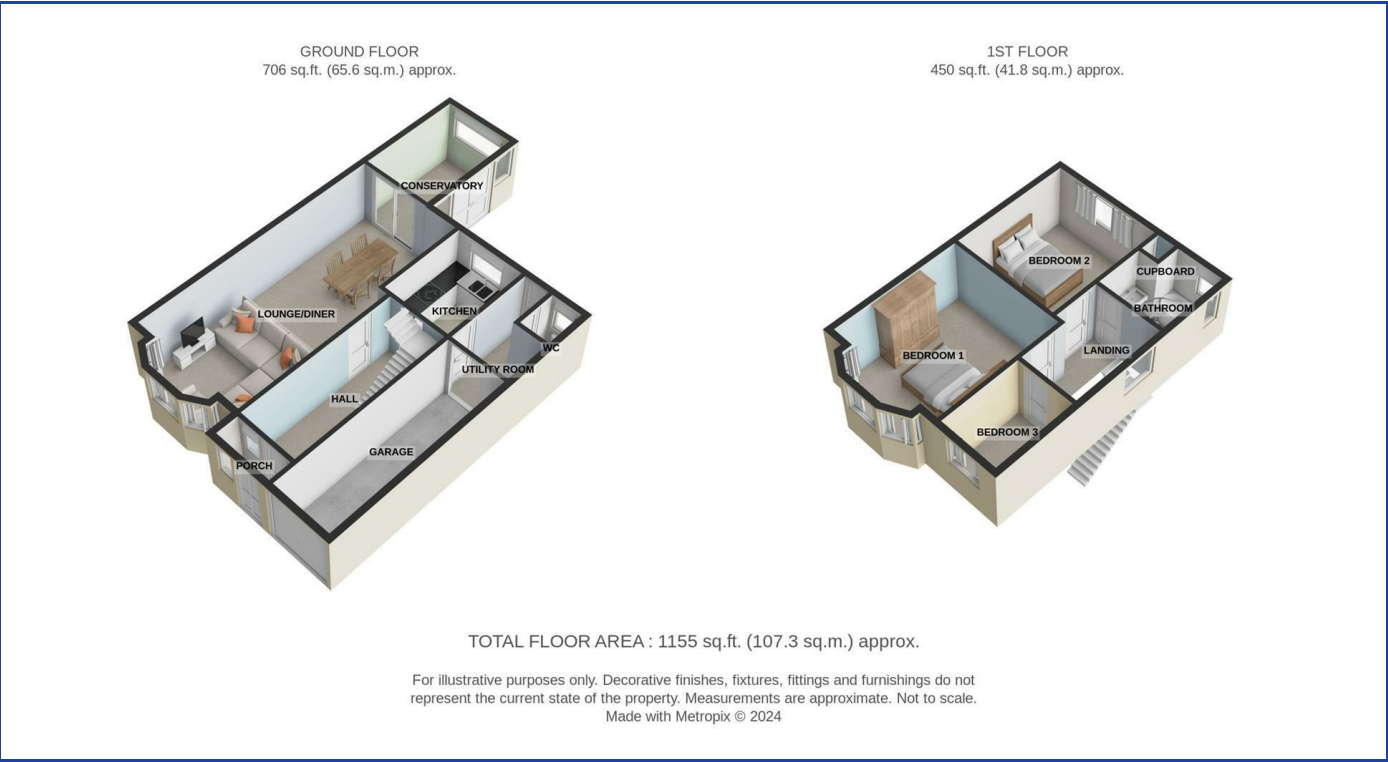 GROUND FLOOR
706 sq.ft. (65.6 sq.m.) approx.
1ST FLOOR
450 sq.ft. (41.8 sq.m.) approx.
CONSERVATORY
LOUNGE/DINER
KITCHEN
WC
UTILITY ROOM
HALL
GARAGE
PORCH
BEDROOM 2
CUPBOARD
BATHROOM
LANDING
BEDROOM 1
BEDROOM 3
TOTAL FLOOR AREA : 1155 sq.ft. (107.3 sq.m.) approx.
For illustrative purposes only. Decorative finishes, fixtures, fittings and furnishings do not
represent the current state of the property. Measurements are approximate. Not to scale.
Made with Metropix © 2024